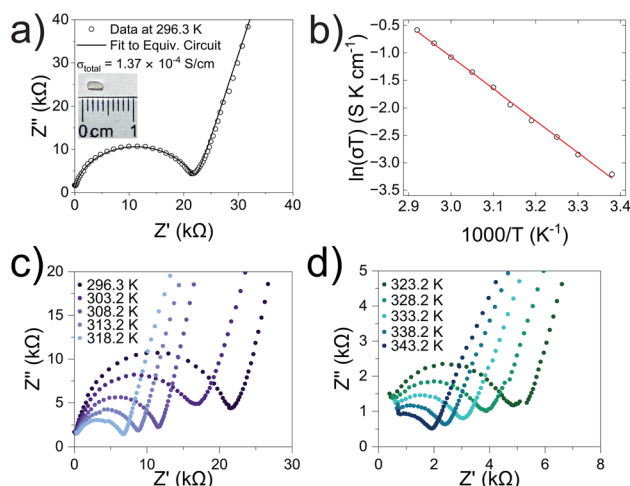 a)
Data at 296.3 K
Fit to Equiv. Circuit
σtotal = 1.37 × 10⁻⁴ S/cm
0 cm 1
Z'' (kΩ)
40
30
20
10
0
0 10 20 30 40
Z' (kΩ)
b)
ln(σT) (S K cm⁻¹)
−0.5
−1.0
−1.5
−2.0
−2.5
−3.0
−3.5
2.9 3.0 3.1 3.2 3.3 3.4
1000/T (K⁻¹)
c)
296.3 K
303.2 K
308.2 K
313.2 K
318.2 K
Z'' (kΩ)
20
15
10
5
0
0 10 20 30
Z' (kΩ)
d)
323.2 K
328.2 K
333.2 K
338.2 K
343.2 K
Z'' (kΩ)
5
4
3
2
1
0
0 2 4 6 8
Z' (kΩ)